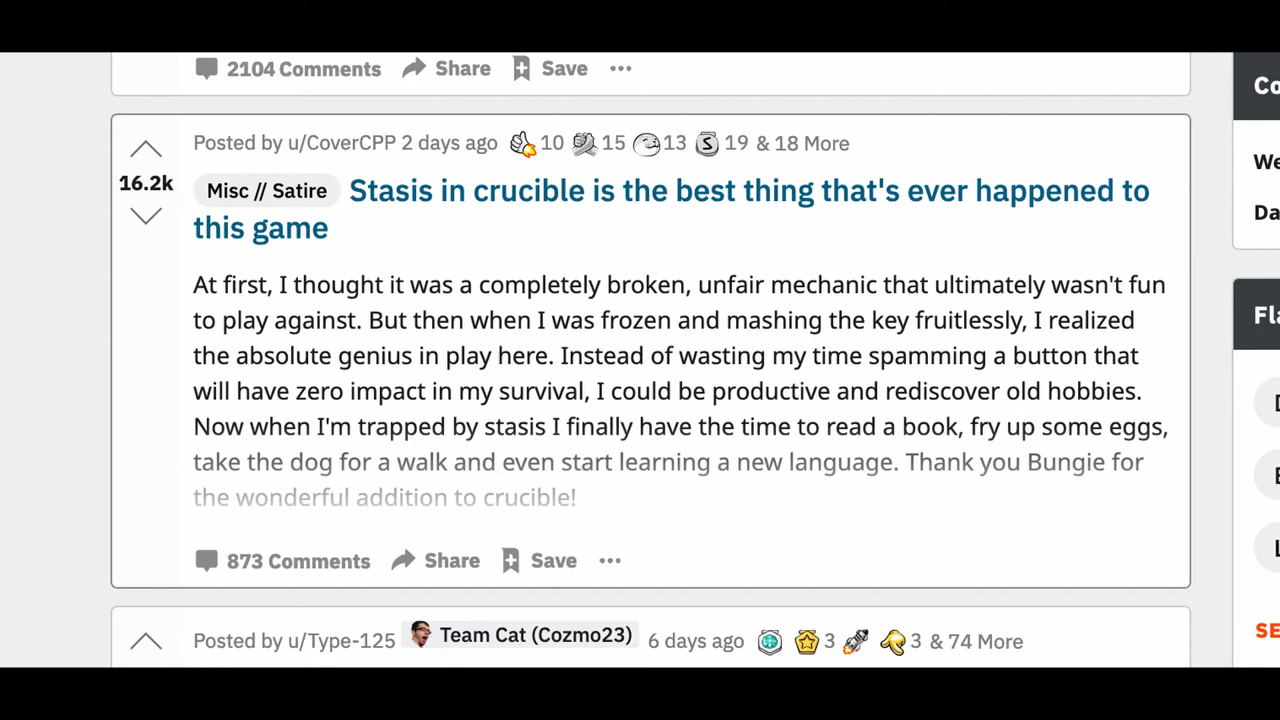 2104 Comments Share Save
Co
Posted by u/CoverCPP 2 days ago 10 15 13 S 19 & 18 More
16.2k
Misc // Satire Stasis in crucible is the best thing that's ever happened to
this game
We
Da
At first, I thought it was a completely broken, unfair mechanic that ultimately wasn't fun
to play against. But then when I was frozen and mashing the key fruitlessly, I realized
the absolute genius in play here. Instead of wasting my time spamming a button that
will have zero impact in my survival, I could be productive and rediscover old hobbies.
Now when I'm trapped by stasis I finally have the time to read a book, fry up some eggs,
take the dog for a walk and even start learning a new language. Thank you Bungie for
the wonderful addition to crucible!
Fla
873 Comments Share Save
Posted by u/Type-125 Team Cat (Cozmo23) 6 days ago 3 3 & 74 More
SE